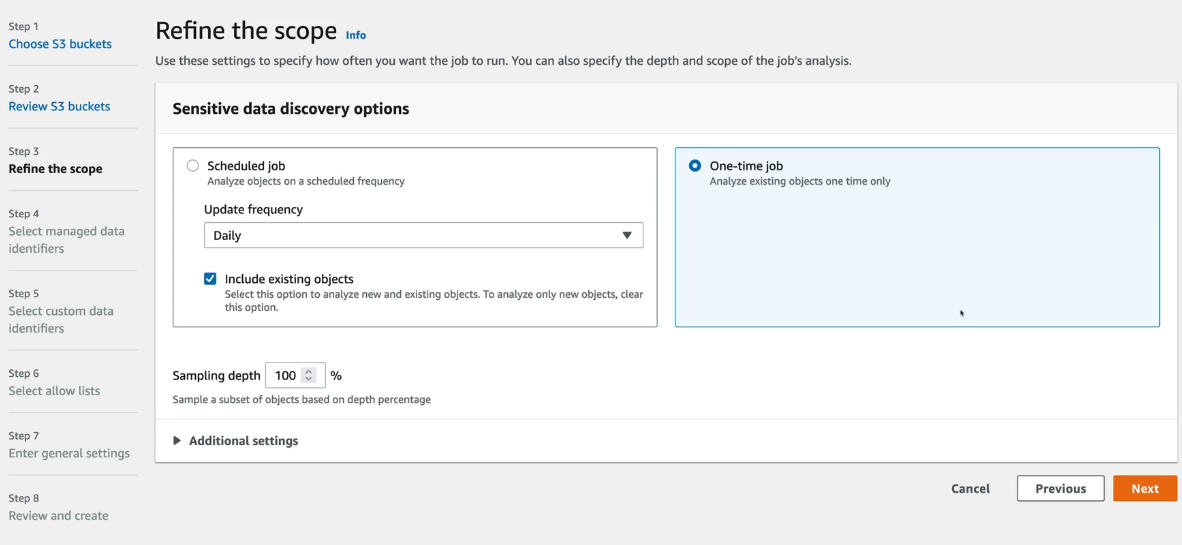 Step 1
Choose S3 buckets
Step 2
Review S3 buckets
Step 3
Refine the scope
Step 4
Select managed data
identifiers
Step 5
Select custom data
identifiers
Step 6
Select allow lists
Step 7
Enter general settings
Step 8
Review and create
Refine the scope Info
Use these settings to specify how often you want the job to run. You can also specify the depth and scope of the job's analysis.
Sensitive data discovery options
Scheduled job
Analyze objects on a scheduled frequency
Update frequency
Daily
Include existing objects
Select this option to analyze new and existing objects. To analyze only new objects, clear
this option.
One-time job
Analyze existing objects one time only
Sampling depth 100 %
Sample a subset of objects based on depth percentage
Additional settings
Cancel Previous Next